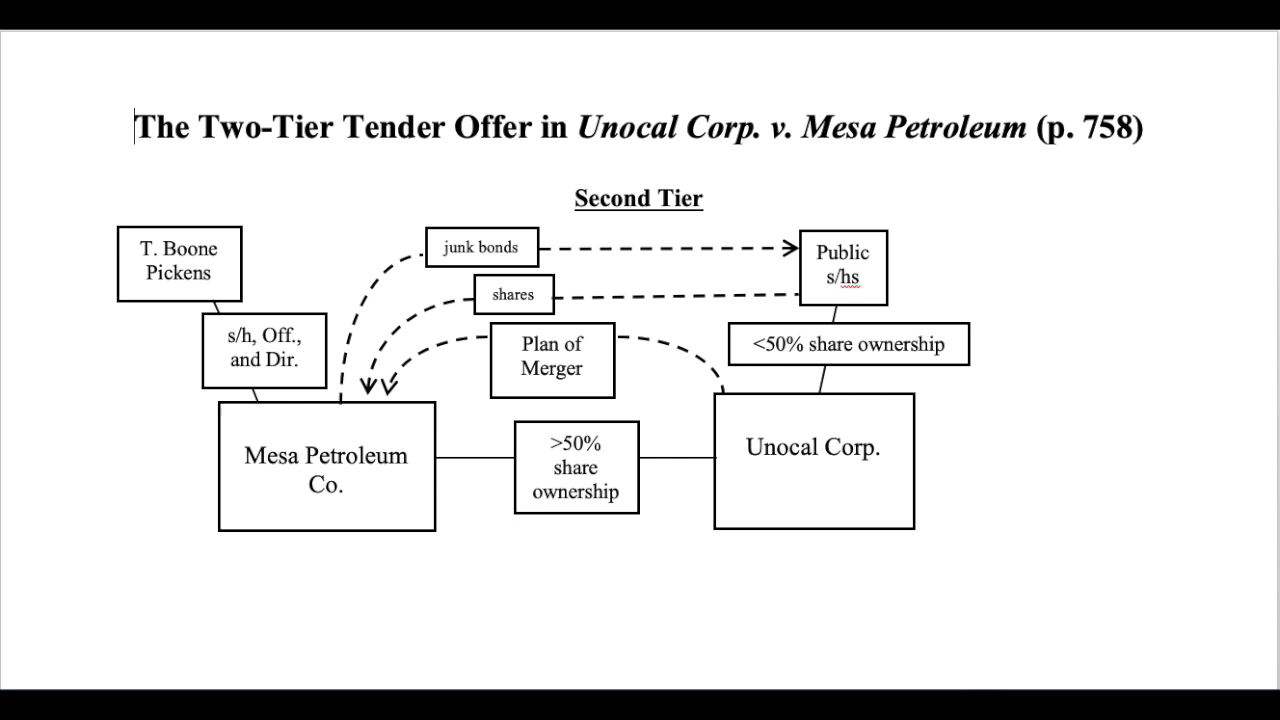 The Two-Tier Tender Offer in Unocal Corp. v. Mesa Petroleum (p. 758)
Second Tier
T. Boone
Pickens
junk bonds
Public
s/hs
shares
s/h, Off.,
and Dir.
Plan of
Merger
<50% share ownership
Mesa Petroleum
Co.
>50%
share
ownership
Unocal Corp.